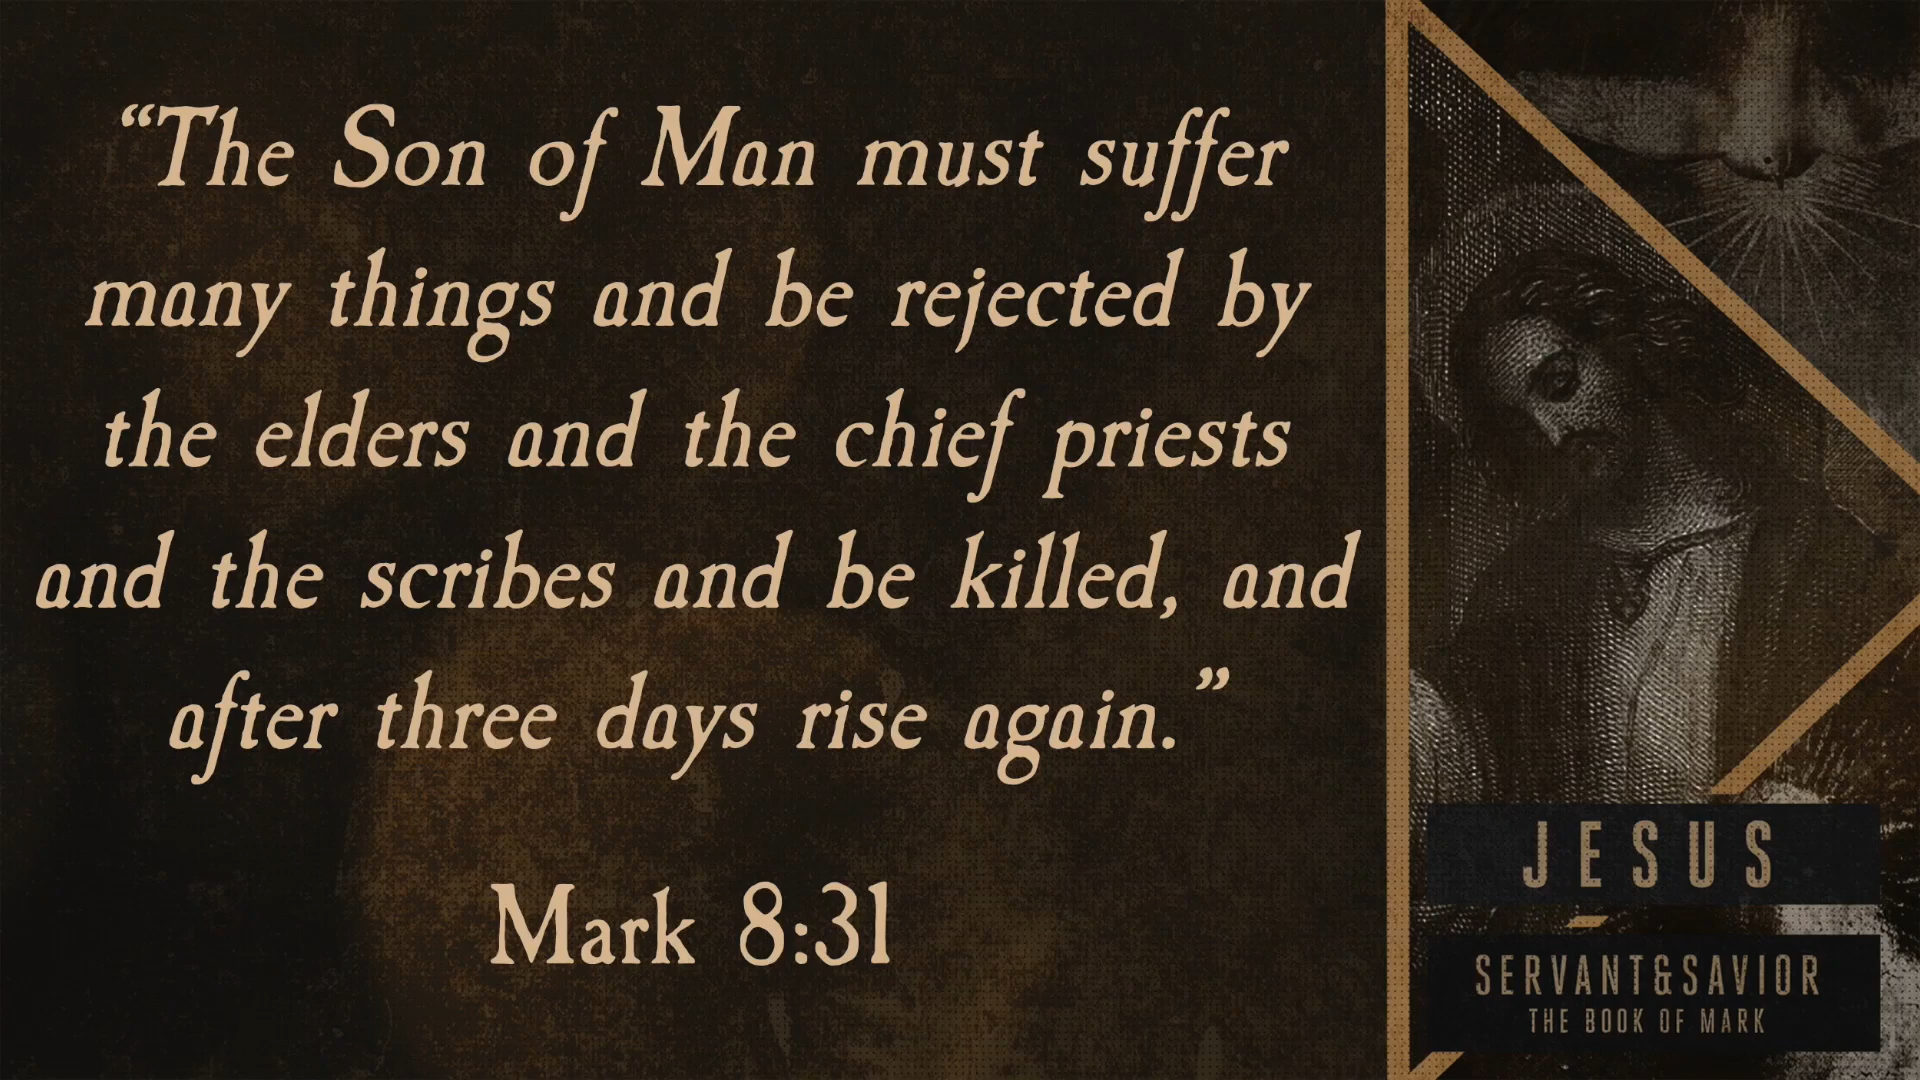 “The Son of Man must suffer
many things and be rejected by
the elders and the chief priests
and the scribes and be killed, and
after three days rise again.”
Mark 8:31
JESUS
SERVANT&SAVIOR
THE BOOK OF MARK